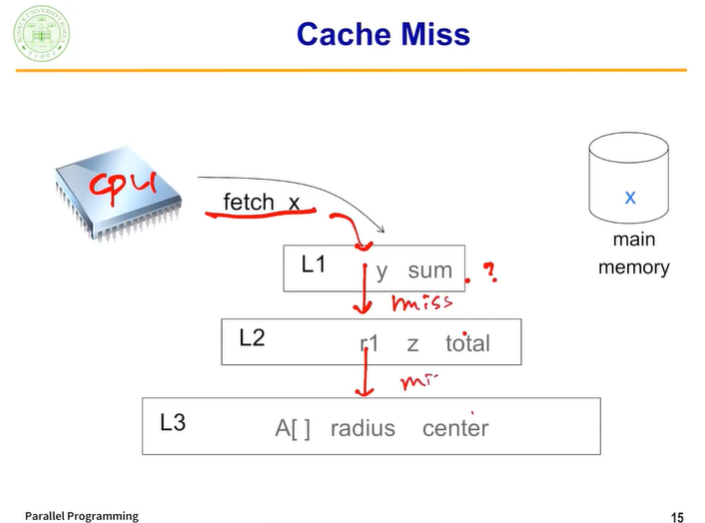 Cache Miss
CPU
fetch x
x
main
memory
L1 y sum . ?
miss
L2 r1 z total
mi
L3 A[ ] radius center
Parallel Programming
15